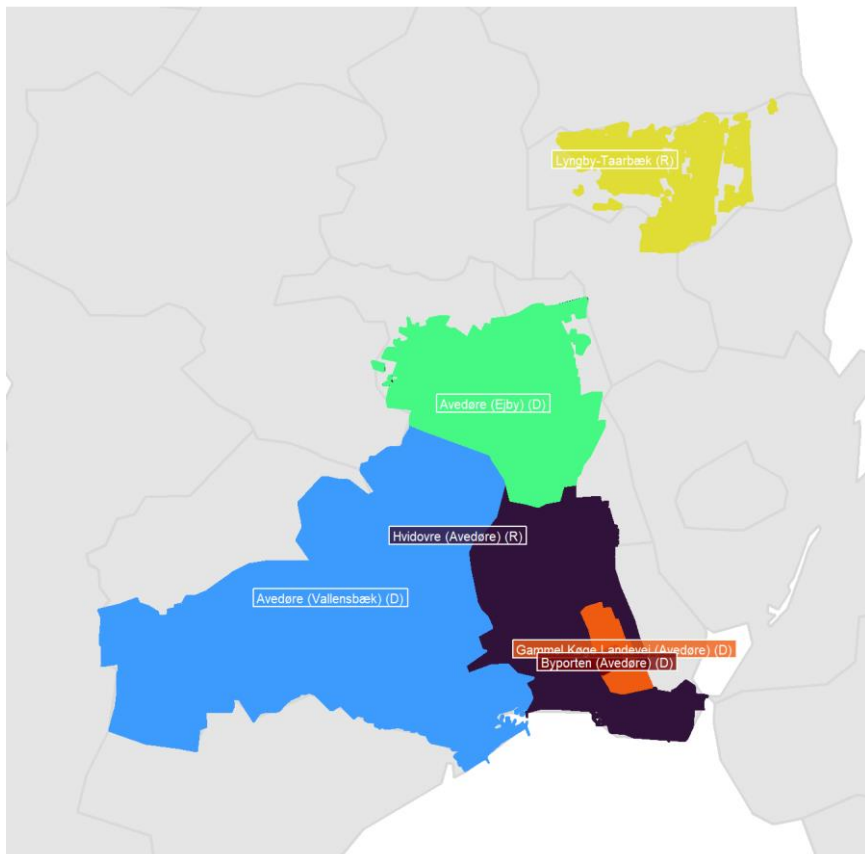 Lyngby-Taarbæk (R)
Avedøre (Ejby) (D)
Hvidovre (Avedøre) (R)
Avedøre (Vallensbæk) (D)
Gammel Køge Landevej (Avedøre) (D)
Byporten (Avedøre) (D)